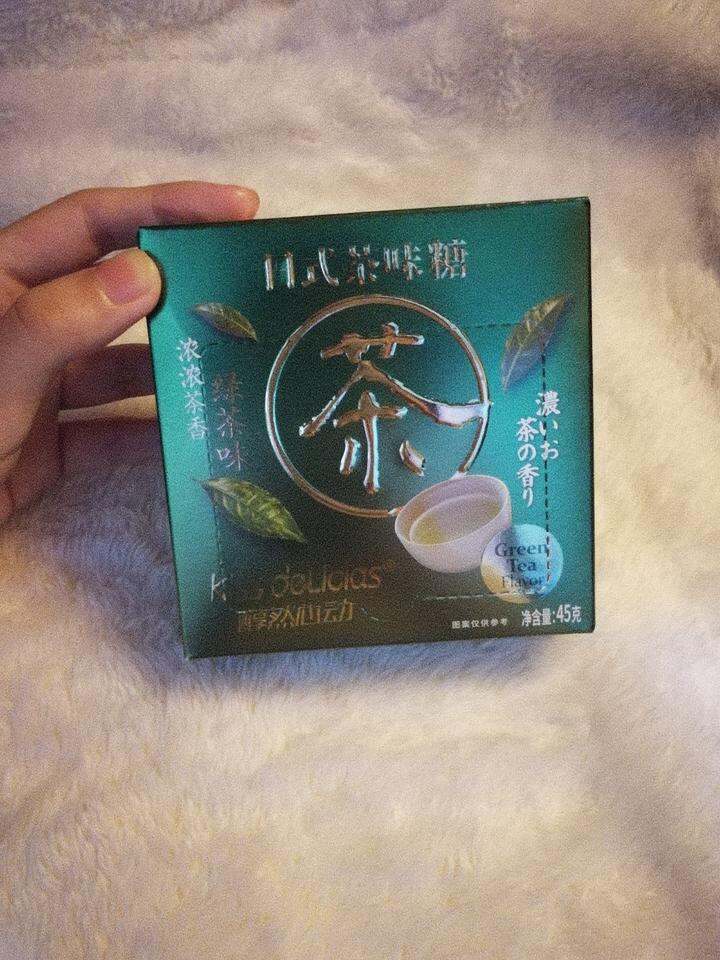 日式茶味糖
茶
浓浓茶香
绿茶味
濃いお
茶の香り
Green
Tea
Flavor
delicias®
醇然心动
图案仅供参考
净含量:45克